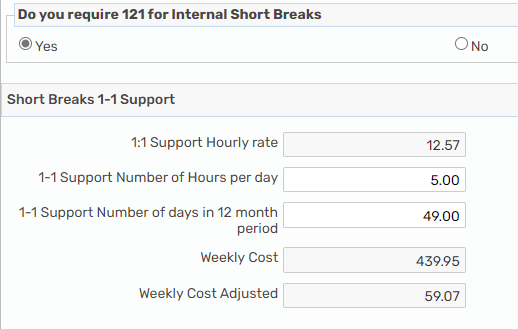 Do you require 121 for Internal Short Breaks
Yes No
Short Breaks 1-1 Support
1:1 Support Hourly rate 12.57
1-1 Support Number of Hours per day 5.00
1-1 Support Number of days in 12 month
period 49.00
Weekly Cost 439.95
Weekly Cost Adjusted 59.07